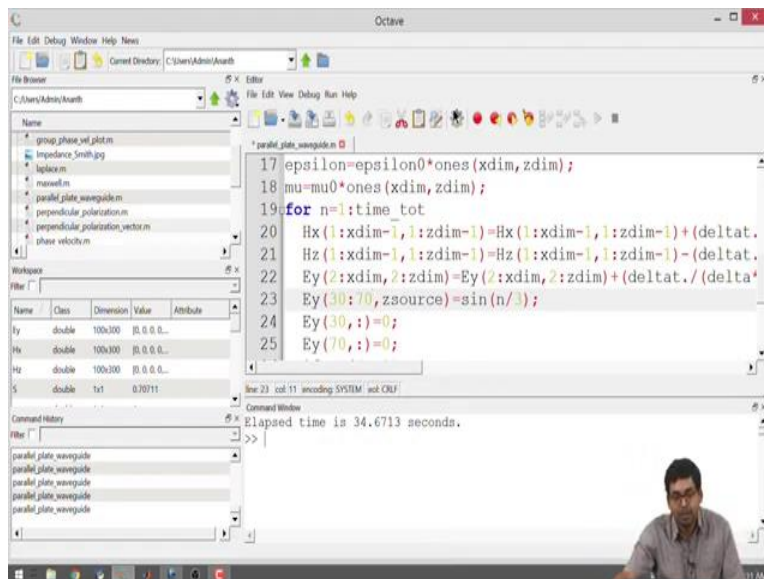 Octave
File Edit Debug Window Help News
Current Directory: C:\Users\Admin\Ananth
File Browser
C:/Users/Admin/Ananth
Name
group_phase_vel_plot.m
Impedance_Smith.jpg
laplace.m
maxwell.m
parallel_plate_waveguide.m
perpendicular_polarization.m
perpendicular_polarization_vector.m
phase velocity.m
Workspace
Filter
Name Class Dimension Value Attribute
Ey double 100x300 [0, 0, 0, 0,...
Hx double 100x300 [0, 0, 0, 0,...
Hz double 100x300 [0, 0, 0, 0,...
S double 1x1 0.70711
Command History
Filter
parallel_plate_waveguide
parallel_plate_waveguide
parallel_plate_waveguide
parallel_plate_waveguide
parallel_plate_waveguide
parallel_plate_waveguide
Editor
File Edit View Debug Run Help
* parallel_plate_waveguide.m
17 epsilon=epsilon0*ones(xdim,zdim);
18 mu=mu0*ones(xdim,zdim);
19 for n=1:time_tot
20 Hx(1:xdim-1,1:zdim-1)=Hx(1:xdim-1,1:zdim-1)+(deltat.
21 Hz(1:xdim-1,1:zdim-1)=Hz(1:xdim-1,1:zdim-1)-(deltat.
22 Ey(2:xdim,2:zdim)=Ey(2:xdim,2:zdim)+(deltat./(delta*
23 Ey(30:70,zsource)=sin(n/3);
24 Ey(30,:)=0;
25 Ey(70,:)=0;
line: 23 col: 11 encoding: SYSTEM eol: CRLF
Command Window
Elapsed time is 34.6713 seconds.
>>